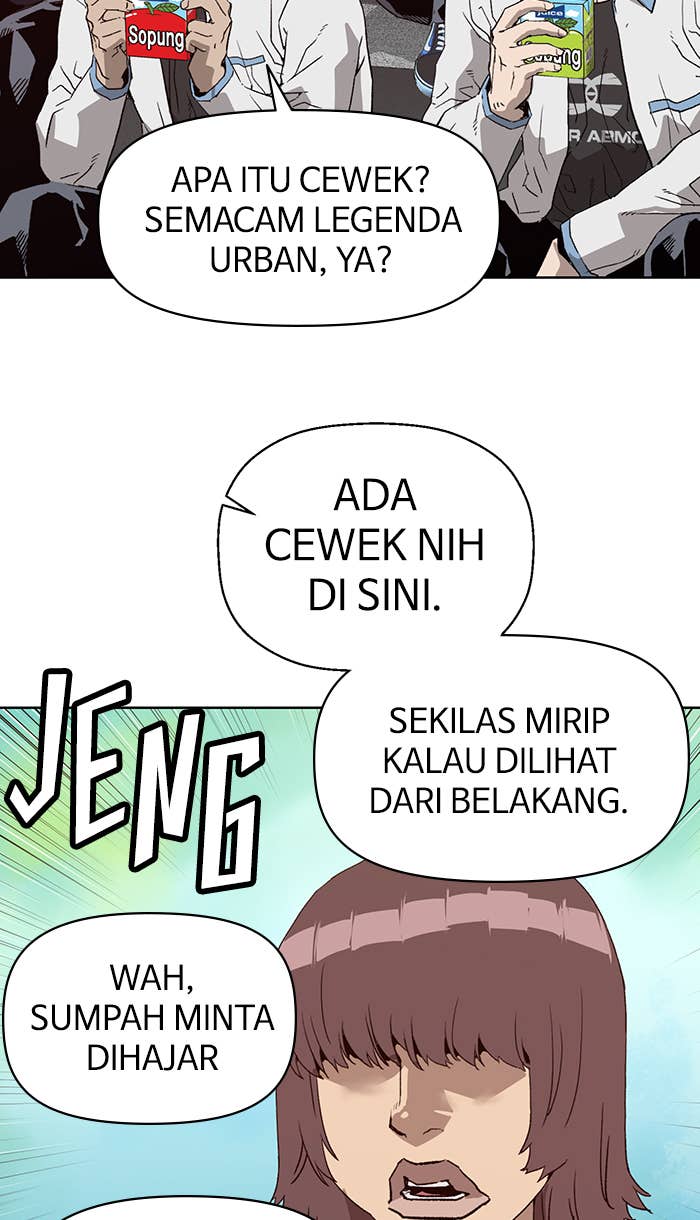 Sopung
juice
APA ITU CEWEK?
SEMACAM LEGENDA
URBAN, YA?
ADA
CEWEK NIH
DI SINI.
JENG
SEKILAS MIRIP
KALAU DILIHAT
DARI BELAKANG.
WAH,
SUMPAH MINTA
DIHAJAR